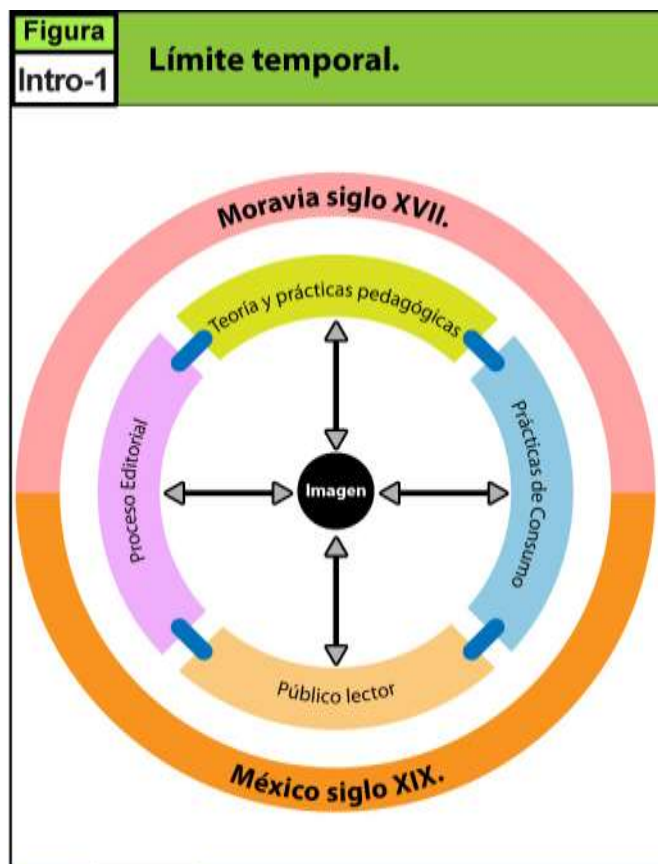 Figura
Intro-1
Límite temporal.
Moravia siglo XVII.
Teoría y prácticas pedagógicas
Proceso Editorial
Imagen
Prácticas de Consumo
Público lector
México siglo XIX.